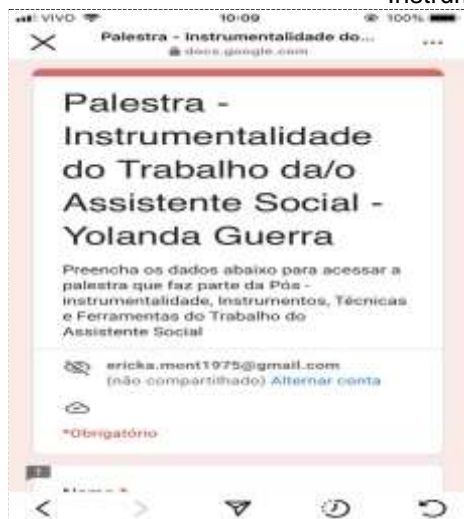 Instrum
VIVO 10:09 100%
Palestra - Instrumentalidade do...
docs.google.com
Palestra -
Instrumentalidade
do Trabalho da/o
Assistente Social -
Yolanda Guerra
Preencha os dados abaixo para acessar a
palestra que faz parte da Pós -
instrumentalidade, Instrumentos, Técnicas
e Ferramentas do Trabalho do
Assistente Social
ericka.mont1975@gmail.com
(não compartilhado) Alternar conta
*Obrigatório